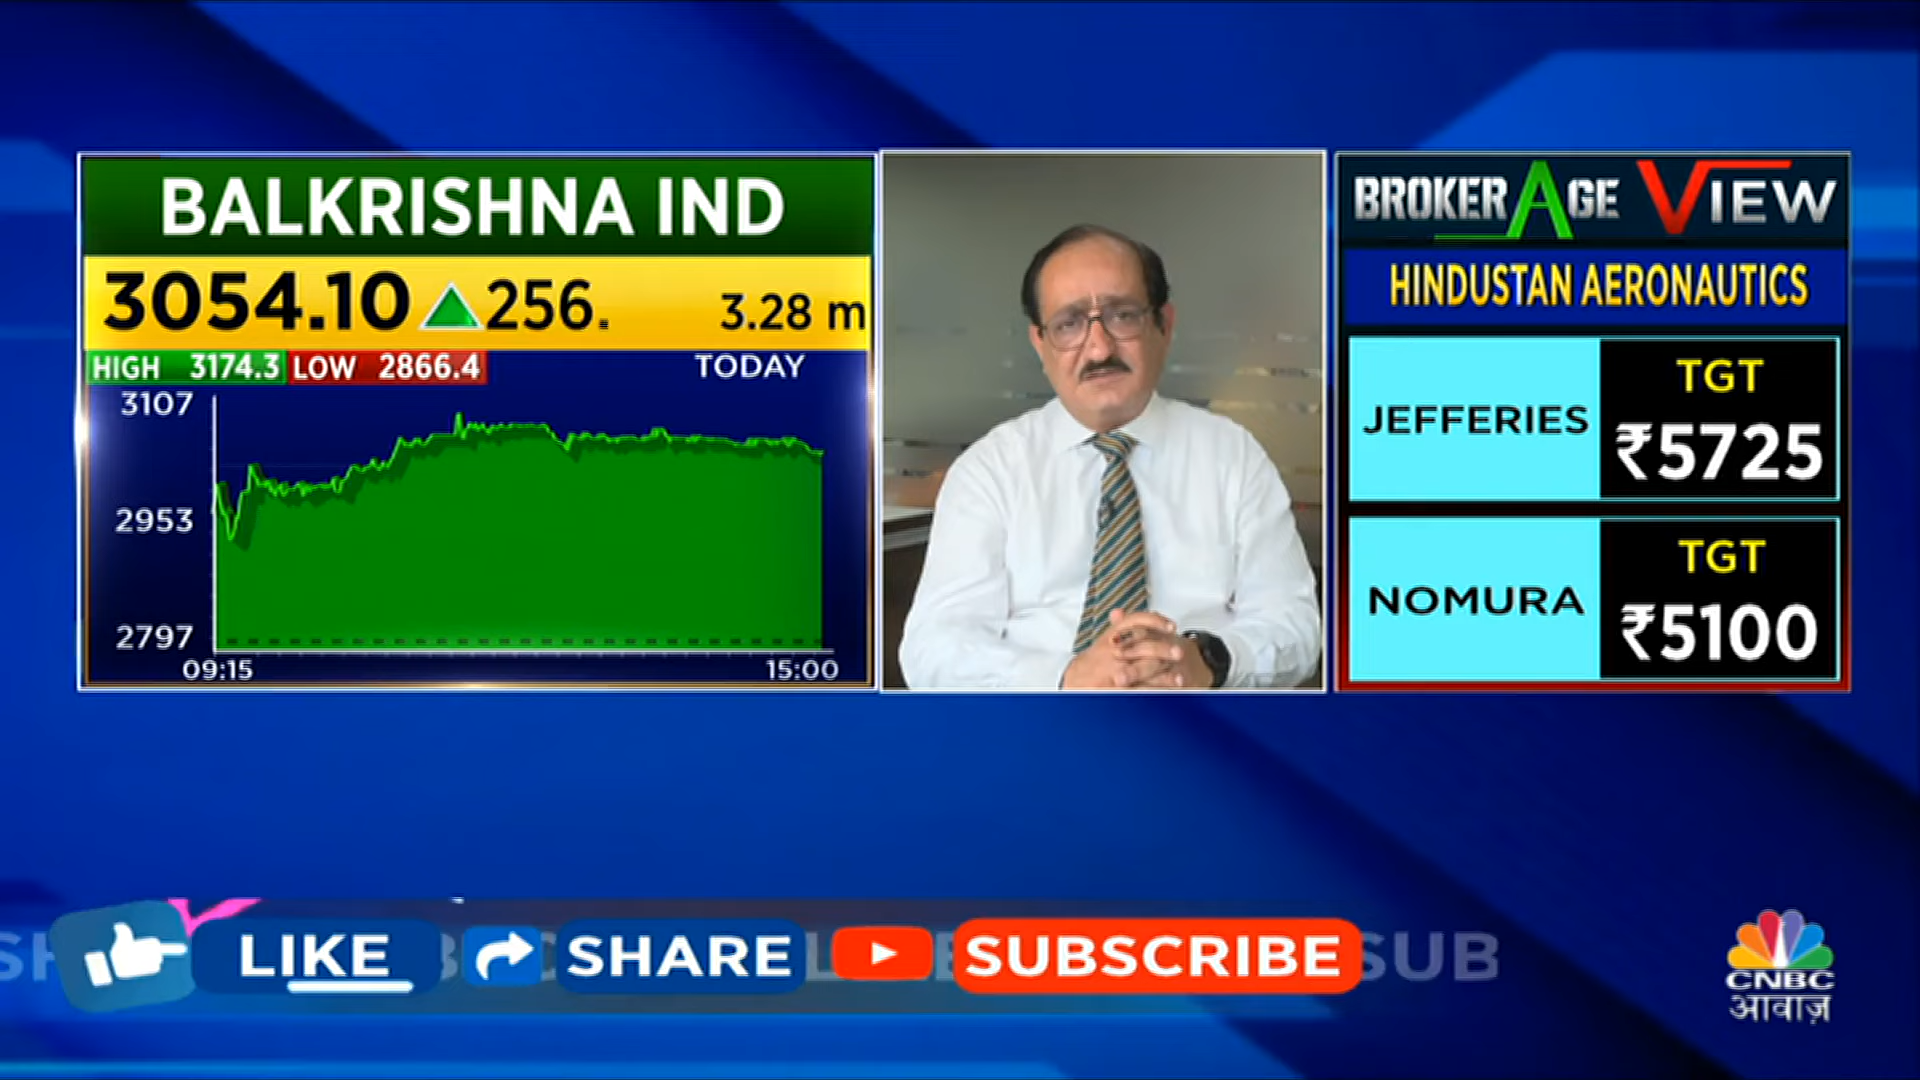 BALKRISHNA IND
3054.10 ▲256. 3.28 m
HIGH 3174.3 LOW 2866.4 TODAY
3107
2953
2797
09:15 15:00
BROKERAGE VIEW
HINDUSTAN AERONAUTICS
JEFFERIES
TGT
₹5725
NOMURA
TGT
₹5100
LIKE SHARE SUBSCRIBE SUB
CNBC
आवाज़